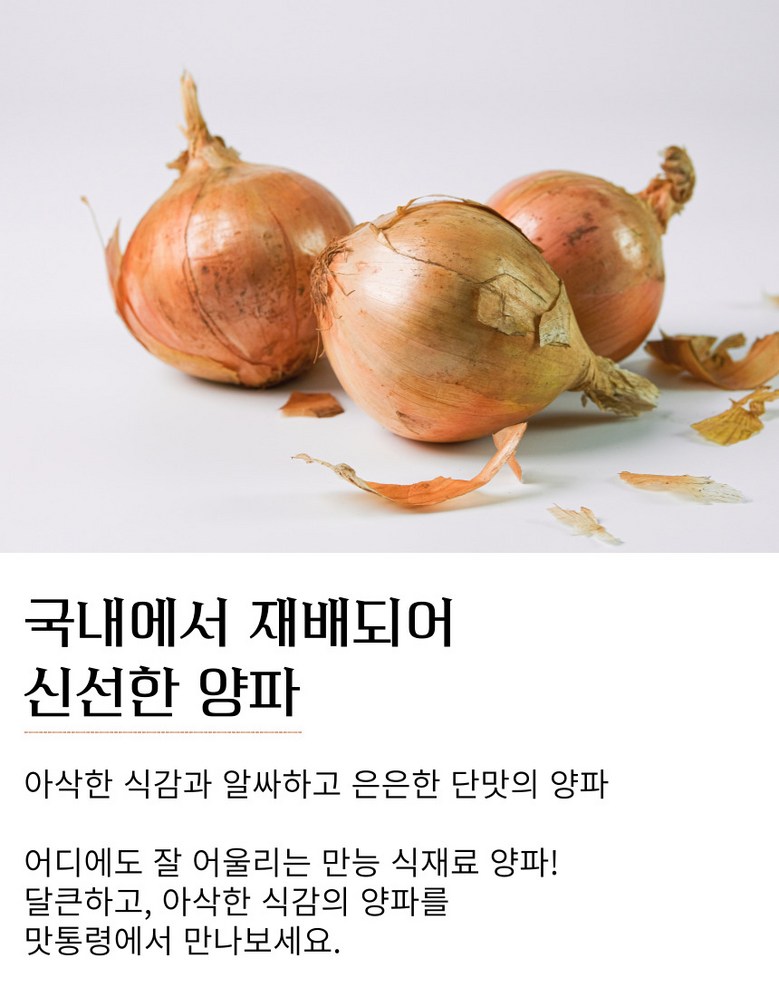 국내에서 재배되어
신선한 양파
아삭한 식감과 알싸하고 은은한 단맛의 양파
어디에도 잘 어울리는 만능 식재료 양파!
달큰하고, 아삭한 식감의 양파를
맛통령에서 만나보세요.